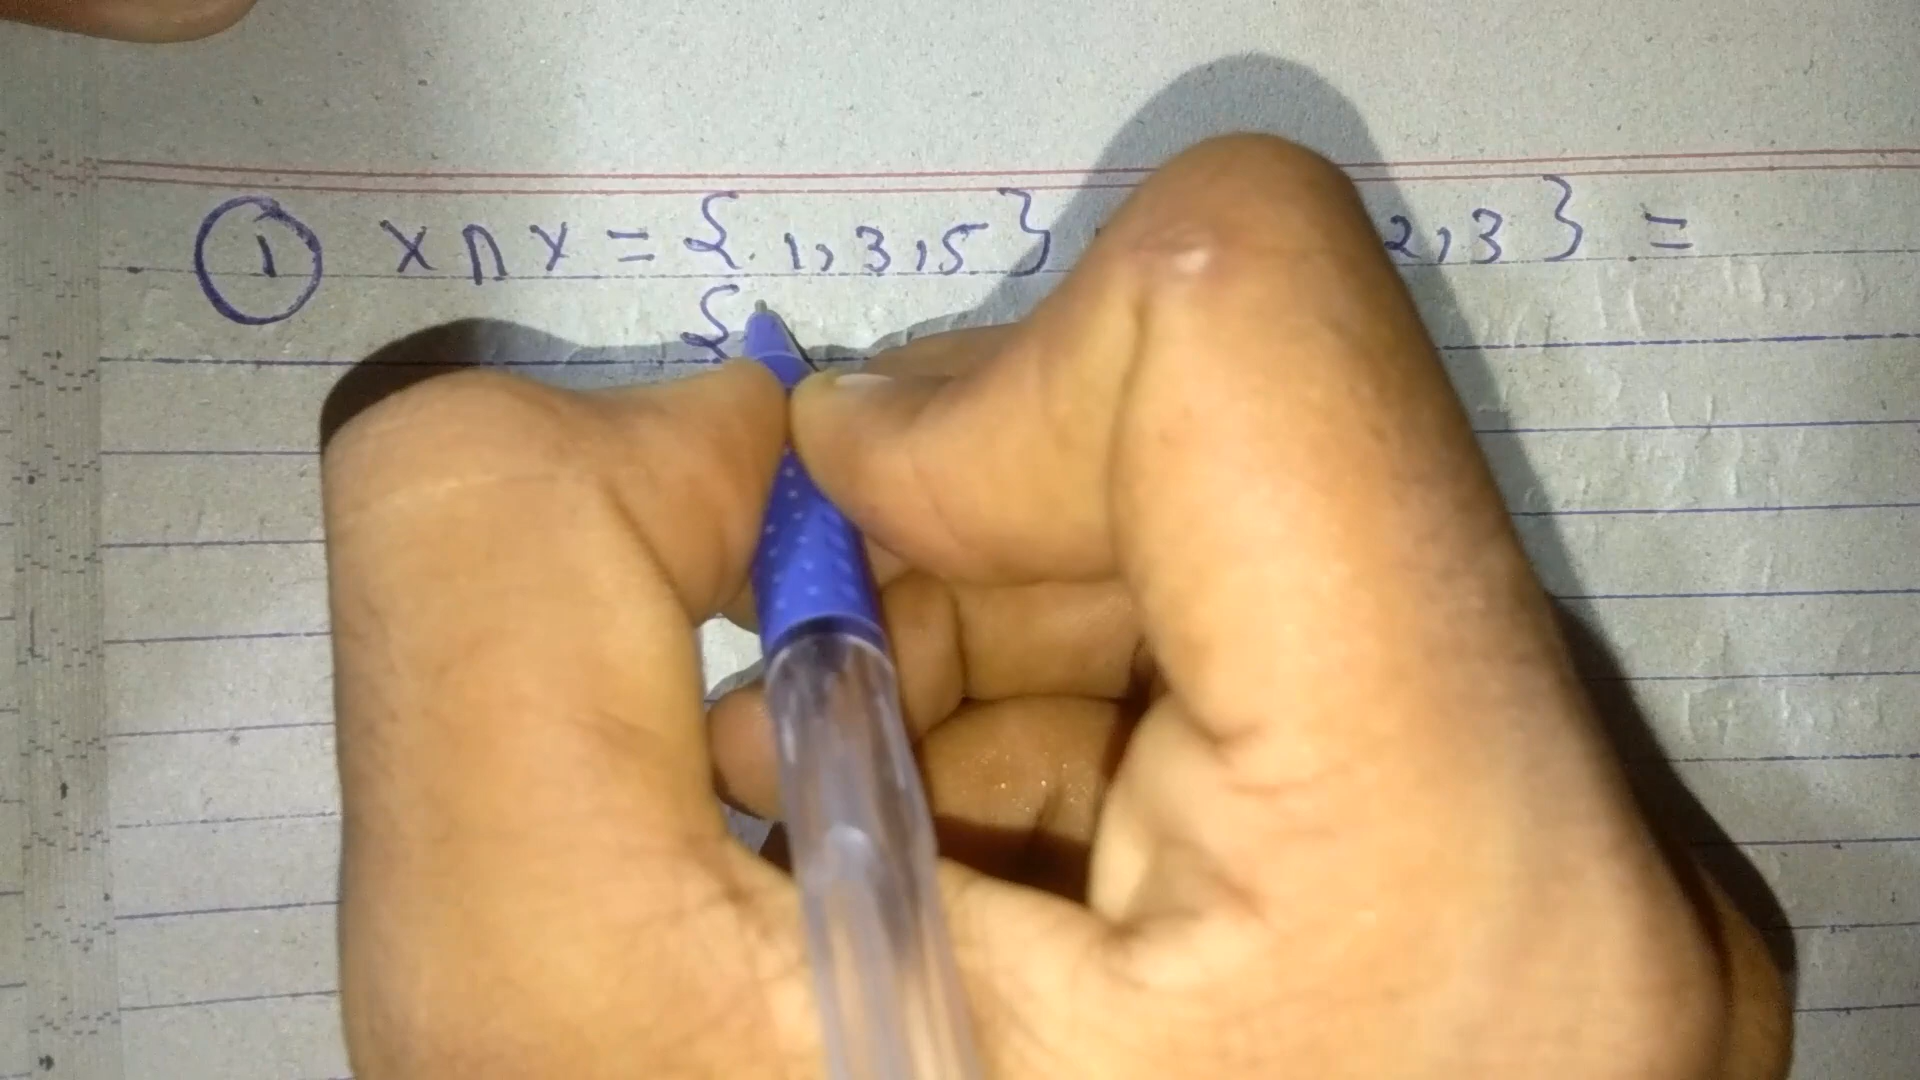 ① X ∩ Y = { 1, 3, 5 } 2, 3 } =
{